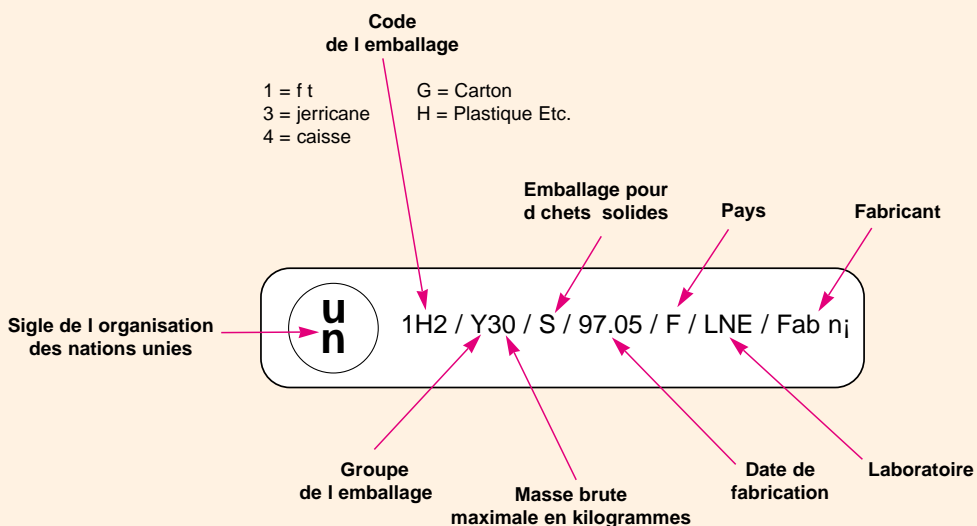 Code
de l emballage
1 = f t
3 = jerricane
4 = caisse
G = Carton
H = Plastique Etc.
Emballage pour
d chets solides
Pays
Fabricant
Sigle de l organisation
des nations unies
u
n
1H2 / Y30 / S / 97.05 / F / LNE / Fab n¡
Groupe
de l emballage
Masse brute
maximale en kilogrammes
Date de
fabrication
Laboratoire